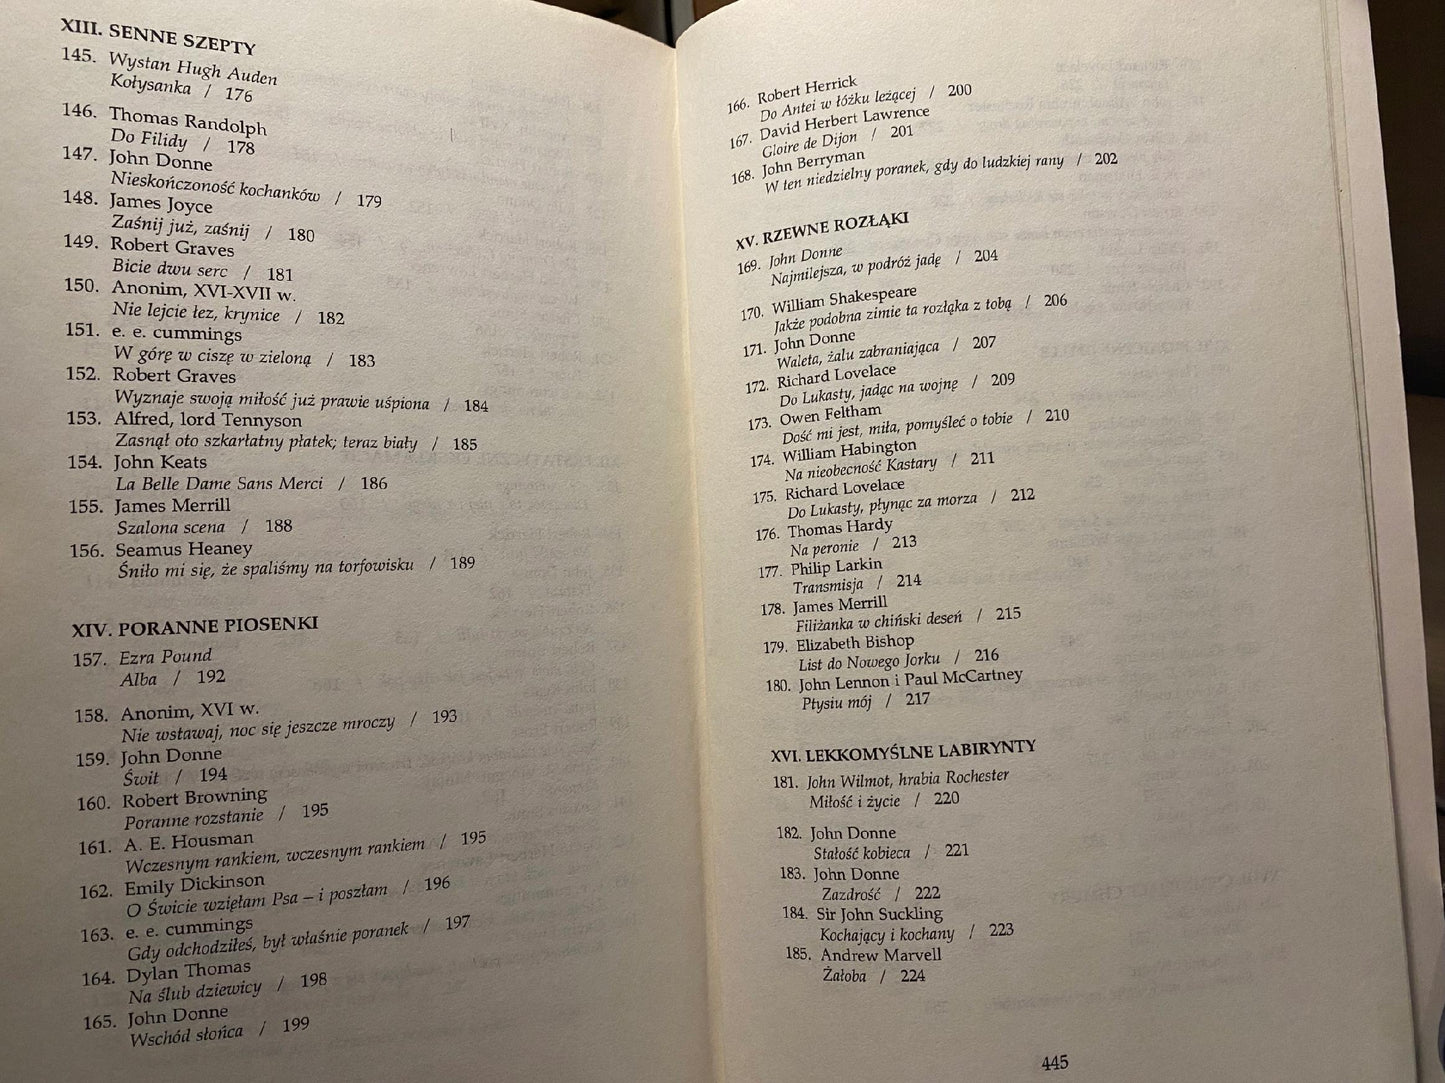 XIII. SENNE SZEPTY
145. Wystan Hugh Auden
Kołysanka / 176
146. Thomas Randolph
Do Filidy / 178
147. John Donne
Nieskończoność kochanków / 179
148. James Joyce
Zaśnij już, zaśnij / 180
149. Robert Graves
Bicie dwu serc / 181
150. Anonim, XVI-XVII w.
Nie lejcie łez, krynice / 182
151. e. e. cummings
W górę w ciszę w zieloną / 183
152. Robert Graves
Wyznaje swoją miłość już prawie uśpiona / 184
153. Alfred, lord Tennyson
Zasnął oto szkarłatny płatek; teraz biały / 185
154. John Keats
La Belle Dame Sans Merci / 186
155. James Merrill
Szalona scena / 188
156. Seamus Heaney
Śniło mi się, że spaliśmy na torfowisku / 189
XIV. PORANNE PIOSENKI
157. Ezra Pound
Alba / 192
158. Anonim, XVI w.
Nie wstawaj, noc się jeszcze mroczy / 193
159. John Donne
Świt / 194
160. Robert Browning
Poranne rozstanie / 195
161. A. E. Housman
Wczesnym rankiem, wczesnym rankiem / 195
162. Emily Dickinson
O Świcie wzięłam Psa – i poszłam / 196
163. e. e. cummings
Gdy odchodziłeś, był właśnie poranek / 197
164. Dylan Thomas
Na ślub dziewicy / 198
165. John Donne
Wschód słońca / 199
166. Robert Herrick
Do Antei w łóżku leżącej / 200
167. David Herbert Lawrence
Gloire de Dijon / 201
168. John Berryman
W ten niedzielny poranek, gdy do ludzkiej rany / 202
XV. RZEWNE ROZŁĄKI
169. John Donne
Najmilejsza, w podróż jadę / 204
170. William Shakespeare
Jakże podobna zimie ta rozłąka z tobą / 206
171. John Donne
Waleta, żalu zabraniająca / 207
172. Richard Lovelace
Do Lukasty, jadąc na wojnę / 209
173. Owen Feltham
Dość mi jest, miła, pomyśleć o tobie / 210
174. William Habington
Na nieobecność Kastary / 211
175. Richard Lovelace
Do Lukasty, płynąc za morza / 212
176. Thomas Hardy
Na peronie / 213
177. Philip Larkin
Transmisja / 214
178. James Merrill
Filiżanka w chiński deseń / 215
179. Elizabeth Bishop
List do Nowego Jorku / 216
180. John Lennon i Paul McCartney
Ptysiu mój / 217
XVI. LEKKOMYŚLNE LABIRYNTY
181. John Wilmot, hrabia Rochester
Miłość i życie / 220
182. John Donne
Stałość kobieca / 221
183. John Donne
Zazdrość / 222
184. Sir John Suckling
Kochający i kochany / 223
185. Andrew Marvell
Żałoba / 224
445